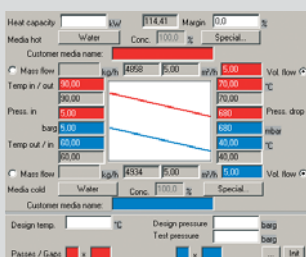 Heat capacity kW 114,41 Margin 0,0 %
Media hot Water Conc. 100,0 % Special...
Customer media name:
Mass flow kg/h 4958 5,00 m³/h 5,00 Vol. flow
Temp in / out 90,00 70,00 °C
90,00 70,00
Press. in 5,00 680 Press. drop
barg 5,00 680 mbar
Temp out / in 60,00 40,00 °C
60,00 40,00
Mass flow kg/h 4934 5,00 m³/h 5,00 Vol. flow
Media cold Water Conc. 100,0 % Special...
Customer media name:
Design temp. °C Design pressure barg
Test pressure barg
Passes / Gaps x x ... Init